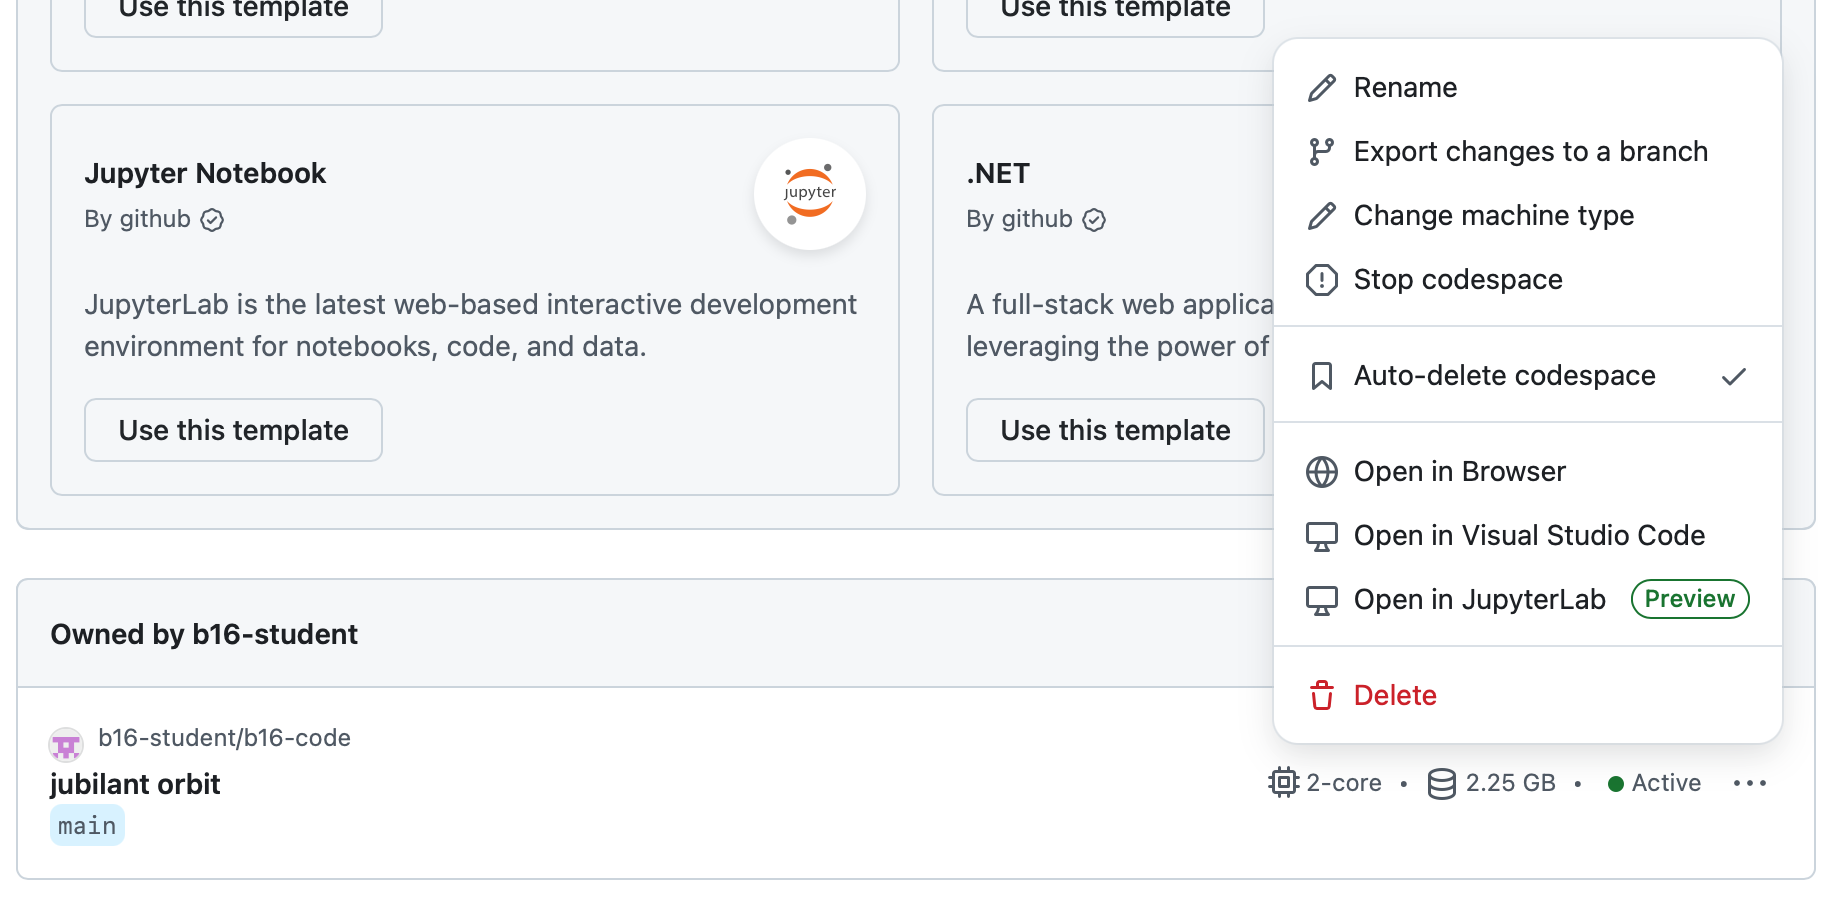 Use this template
Use this template
Jupyter Notebook
By github
jupyter
JupyterLab is the latest web-based interactive development
environment for notebooks, code, and data.
Use this template
.NET
By github
A full-stack web applica
leveraging the power of
Use this template
Rename
Export changes to a branch
Change machine type
Stop codespace
Auto-delete codespace
Open in Browser
Open in Visual Studio Code
Open in JupyterLab Preview
Delete
Owned by b16-student
b16-student/b16-code
jubilant orbit
main
2-core • 2.25 GB • Active